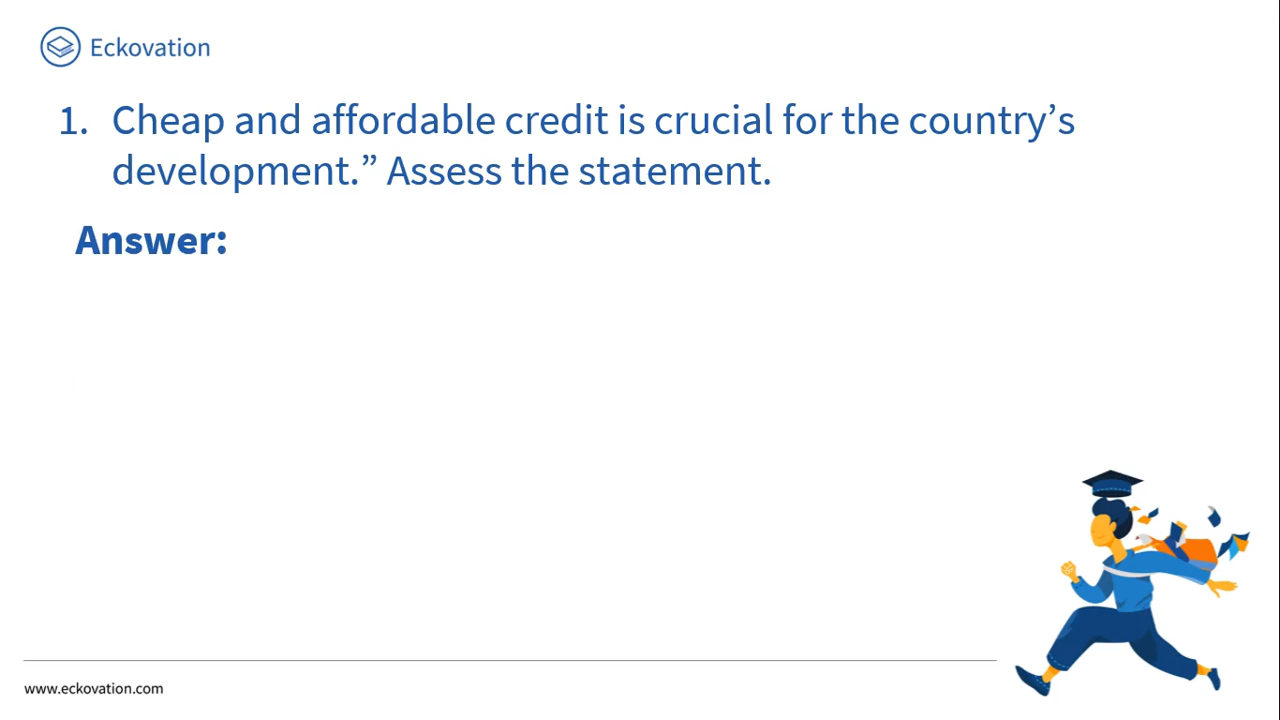 Eckovation
1. Cheap and affordable credit is crucial for the country’s
development.” Assess the statement.
Answer:
www.eckovation.com